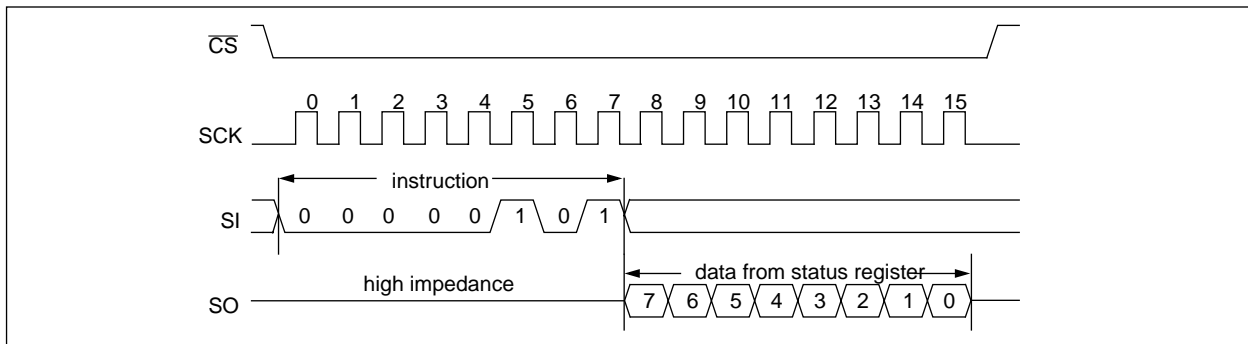 CS
0 1 2 3 4 5 6 7 8 9 10 11 12 13 14 15
SCK
instruction
SI 0 0 0 0 0 1 0 1
data from status register
high impedance
SO 7 6 5 4 3 2 1 0